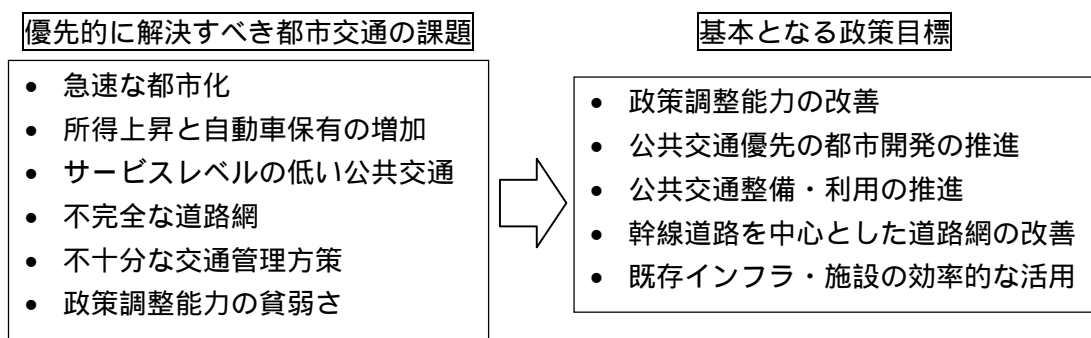 優先的に解決すべき都市交通の課題
• 急速な都市化
• 所得上昇と自動車保有の増加
• サービスレベルの低い公共交通
• 不完全な道路網
• 不十分な交通管理方策
• 政策調整能力の貧弱さ
基本となる政策目標
• 政策調整能力の改善
• 公共交通優先の都市開発の推進
• 公共交通整備・利用の推進
• 幹線道路を中心とした道路網の改善
• 既存インフラ・施設の効率的な活用